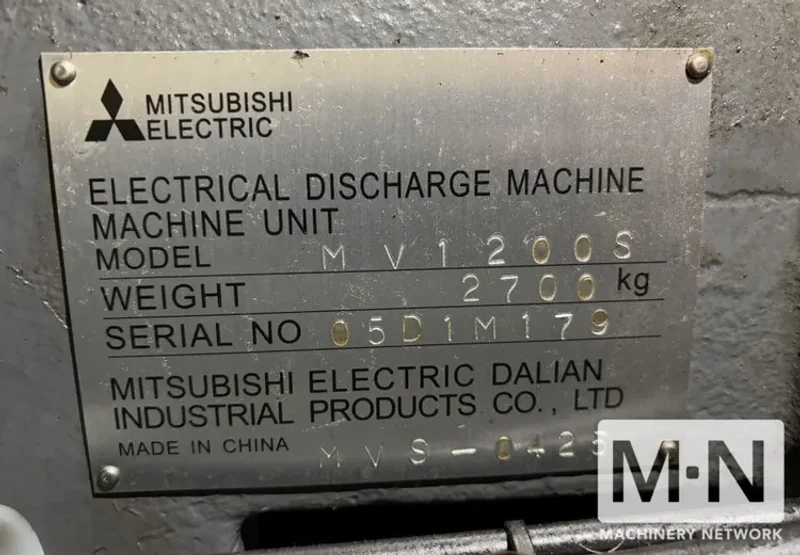 MITSUBISHI
ELECTRIC
ELECTRICAL DISCHARGE MACHINE
MACHINE UNIT
MODEL MV1200S
WEIGHT 2700 kg
SERIAL NO 05D1M179
MITSUBISHI ELECTRIC DALIAN
INDUSTRIAL PRODUCTS CO., LTD
MADE IN CHINA
M·N
MACHINERY NETWORK